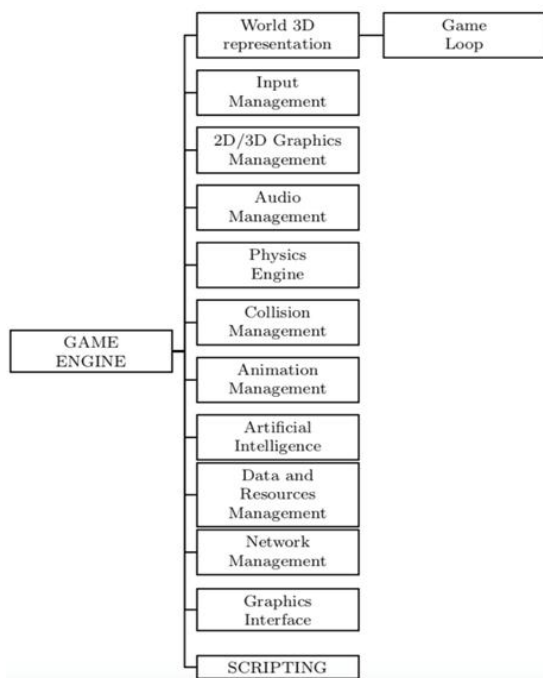 World 3D
representation
Game
Loop
Input
Management
2D/3D Graphics
Management
Audio
Management
Physics
Engine
Collision
Management
GAME
ENGINE
Animation
Management
Artificial
Intelligence
Data and
Resources
Management
Network
Management
Graphics
Interface
SCRIPTING